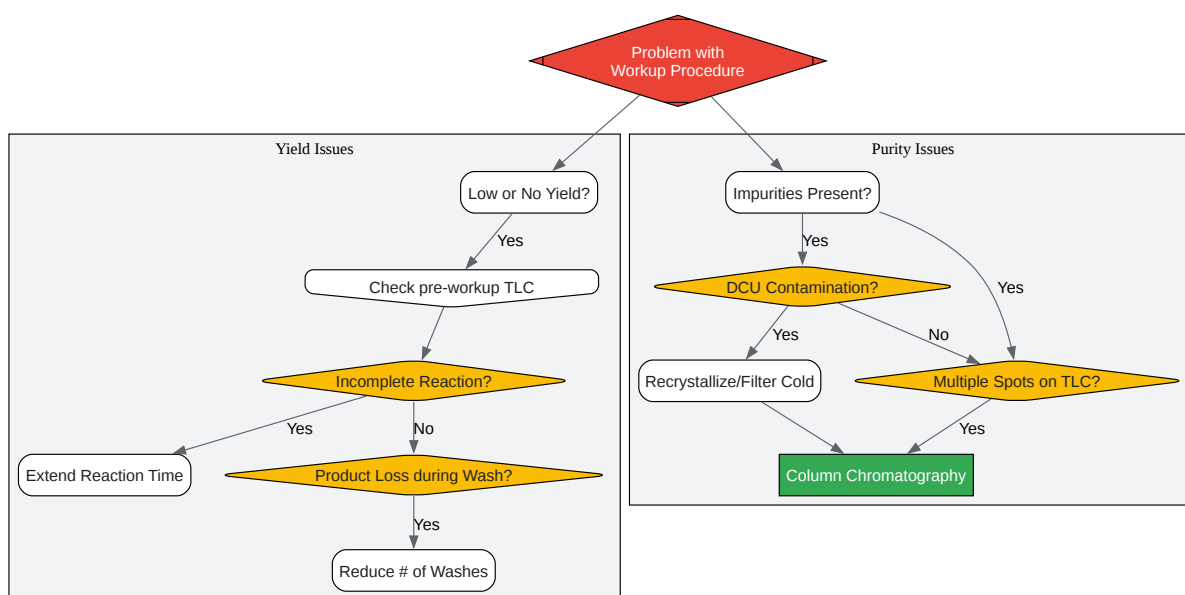 Problem with
Workup Procedure
Yield Issues
Purity Issues
Low or No Yield?
Impurities Present?
Yes
Yes
Check pre-workup TLC
DCU Contamination?
Yes
Yes
No
Incomplete Reaction?
Recrystallize/Filter Cold
Multiple Spots on TLC?
Yes
No
Yes
Extend Reaction Time
Product Loss during Wash?
Column Chromatography
Yes
Reduce # of Washes